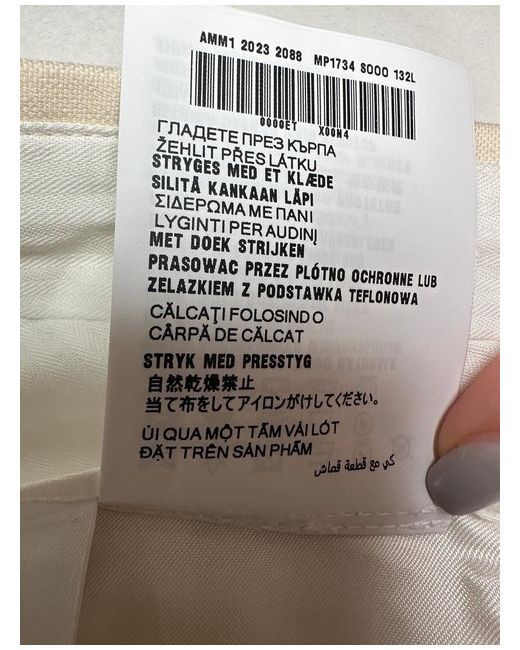 AMM1 2023 2088 MP1734 S000 132L
0000ET X00N4
ГЛАДЕТЕ ПРЕЗ КЪРПА
ŽEHLIT PŘES LÁTKU
STRYGES MED ET KLÆDE
SILITÄ KANKAAN LÄPI
ΣΙΔΕΡΩΜΑ ΜΕ ΠΑΝΙ
LYGINTI PER AUDINĮ
MET DOEK STRIJKEN
PRASOWAC PRZEZ PLÓTNO OCHRONNE LUB
ZELAZKIEM Z PODSTAWKA TEFLONOWA
CĂLCAŢI FOLOSIND O
CÂRPĂ DE CĂLCAT
STRYK MED PRESSTYG
自然乾燥禁止
当て布をしてアイロンがけしてください。
ỦI QUA MỘT TẤM VẢI LÓT
ĐẶT TRÊN SẢN PHẨM
كي مع قطعة قماش